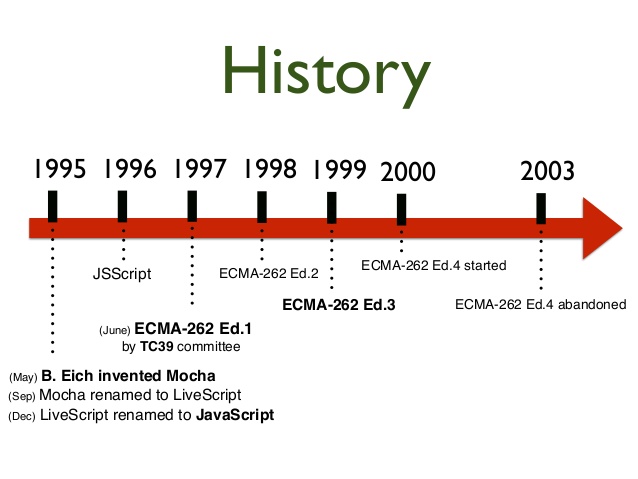 History
1995 1996 1997 1998 1999 2000 2003
JSScript
ECMA-262 Ed.2
ECMA-262 Ed.4 started
ECMA-262 Ed.3
ECMA-262 Ed.4 abandoned
(June) ECMA-262 Ed.1
by TC39 committee
(May) B. Eich invented Mocha
(Sep) Mocha renamed to LiveScript
(Dec) LiveScript renamed to JavaScript